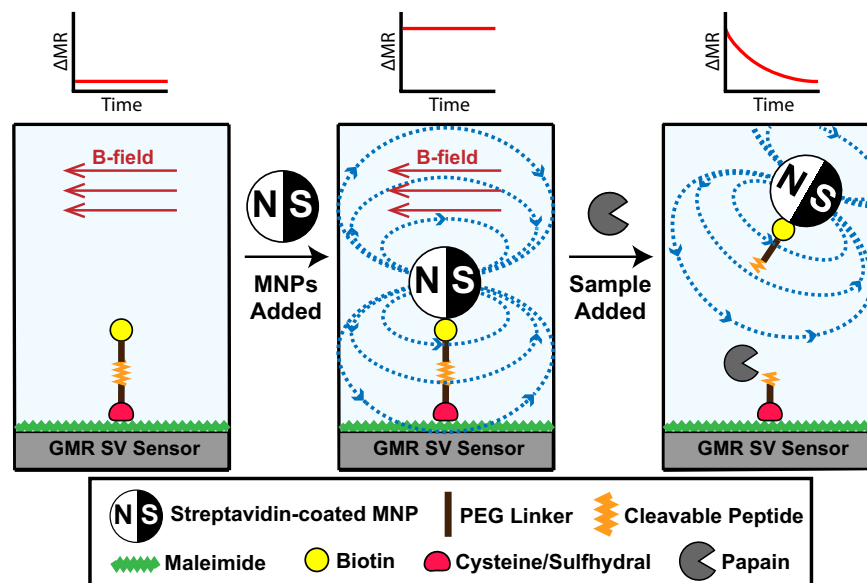 ΔMR
Time
ΔMR
Time
ΔMR
Time
B-field
GMR SV Sensor
N S
MNPs
Added
B-field
N S
GMR SV Sensor
Sample
Added
N S
GMR SV Sensor
N S Streptavidin-coated MNP
PEG Linker
Cleavable Peptide
Maleimide
Biotin
Cysteine/Sulfhydral
Papain